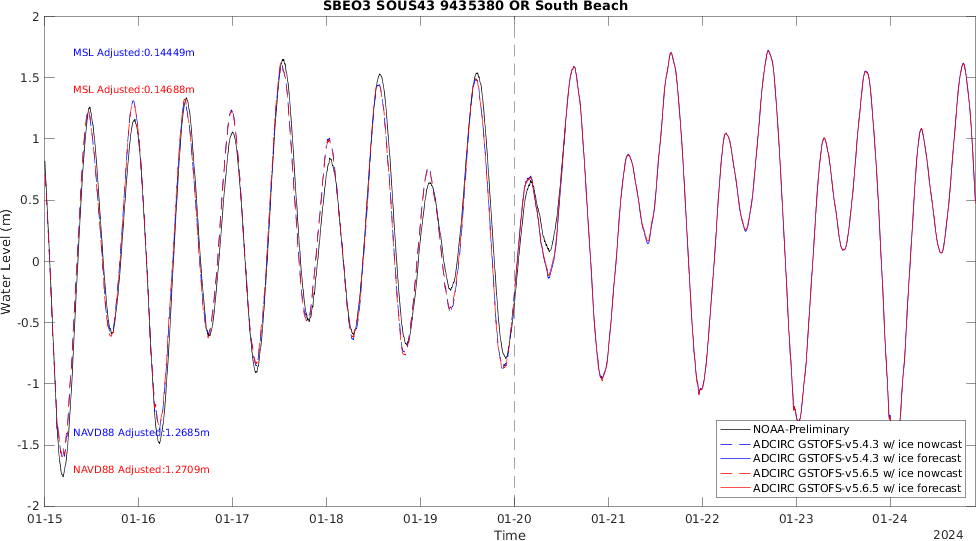 SBEO3 SOUS43 9435380 OR South Beach
2
1.5
1
0.5
0
-0.5
-1
-1.5
-2
Water Level (m)
MSL Adjusted:0.14449m
MSL Adjusted:0.14688m
NAVD88 Adjusted:1.2685m
NAVD88 Adjusted:1.2709m
NOAA-Preliminary
ADCIRC GSTOFS-v5.4.3 w/ ice nowcast
ADCIRC GSTOFS-v5.4.3 w/ ice forecast
ADCIRC GSTOFS-v5.6.5 w/ ice nowcast
ADCIRC GSTOFS-v5.6.5 w/ ice forecast
01-15 01-16 01-17 01-18 01-19 01-20 01-21 01-22 01-23 01-24
Time
2024